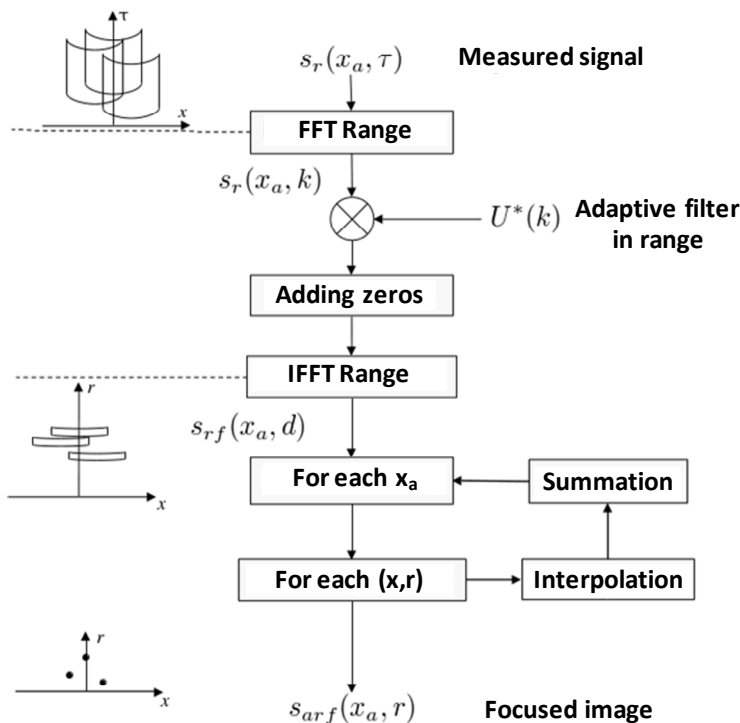 τ
s_r(x_a, τ) Measured signal
x
FFT Range
s_r(x_a, k)
U*(k) Adaptive filter
in range
Adding zeros
IFFT Range
r
s_rf(x_a, d)
For each x_a Summation
x
For each (x,r) Interpolation
r
x
s_arf(x_a, r) Focused image